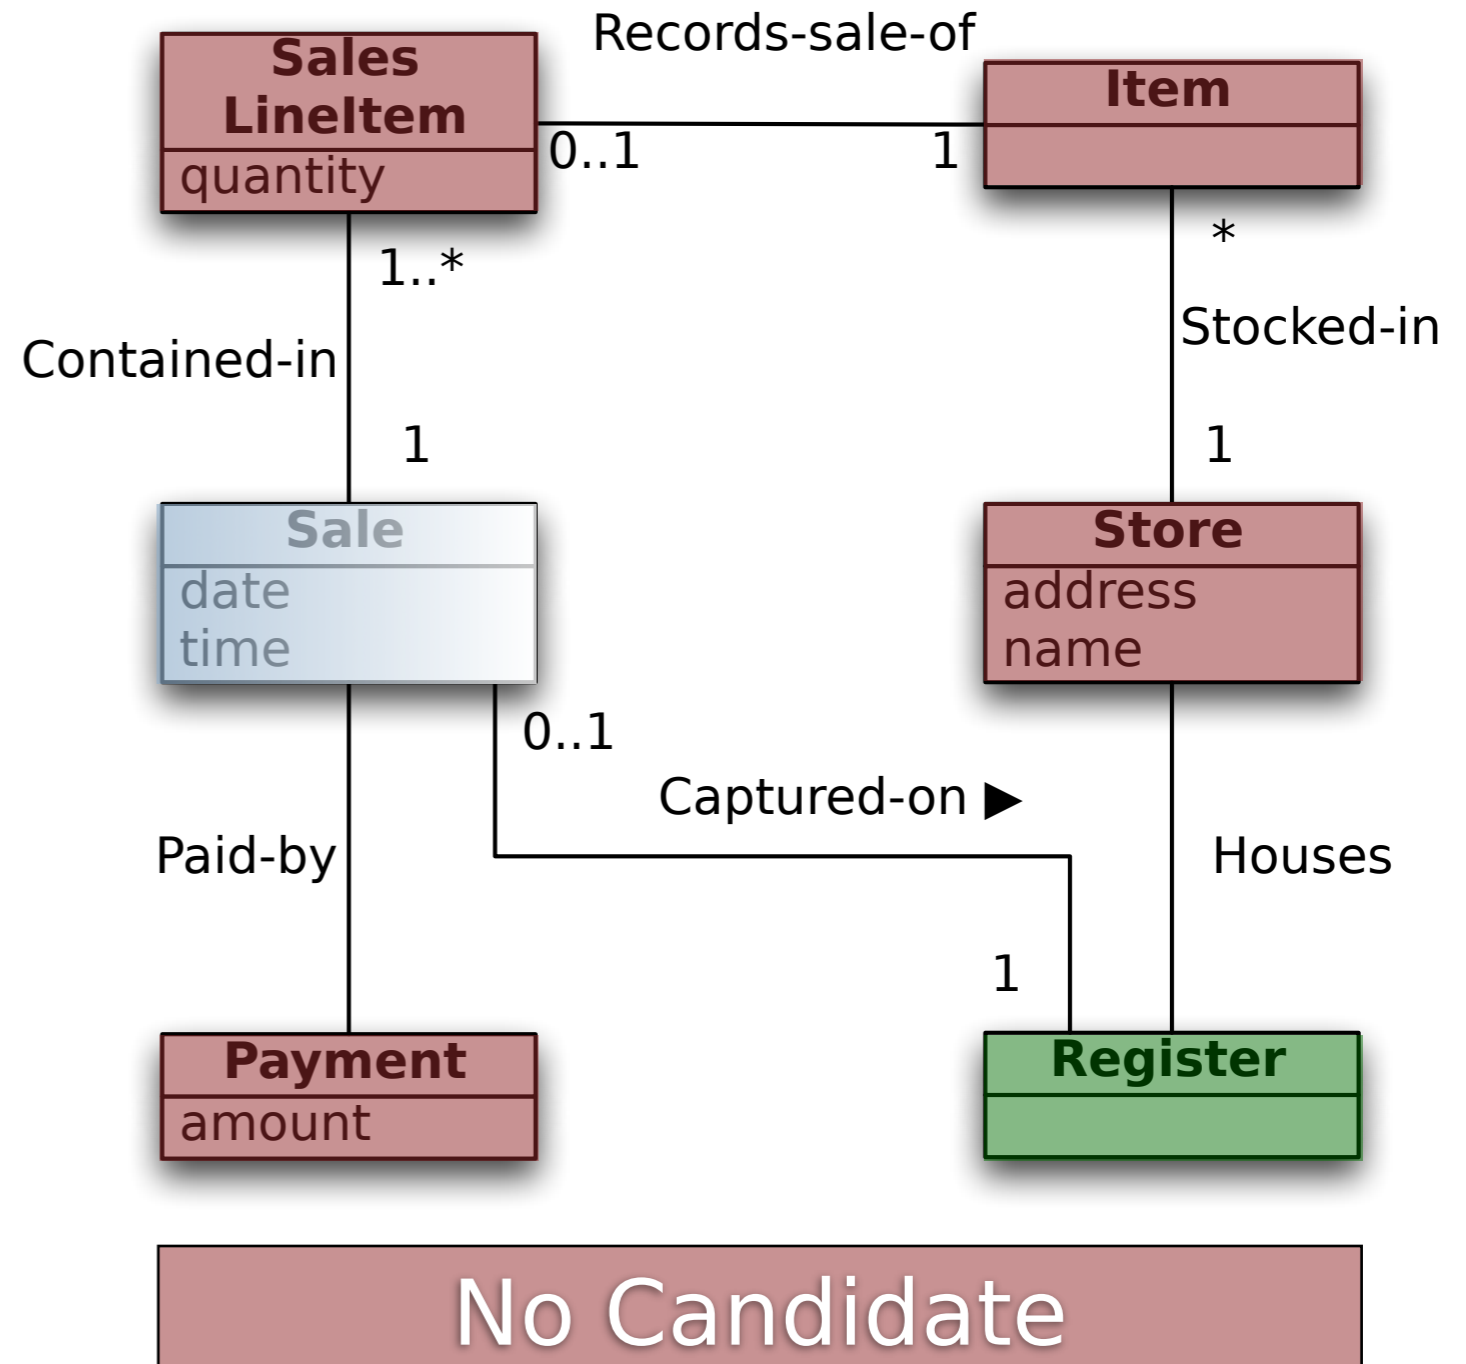 Records-sale-of
Sales
LineItem
quantity
0..1
1
Item
1..*
Contained-in
1
*
Stocked-in
1
Sale
date
time
Store
address
name
0..1
Captured-on ▶
1
Paid-by
Houses
Payment
amount
Register
No Candidate